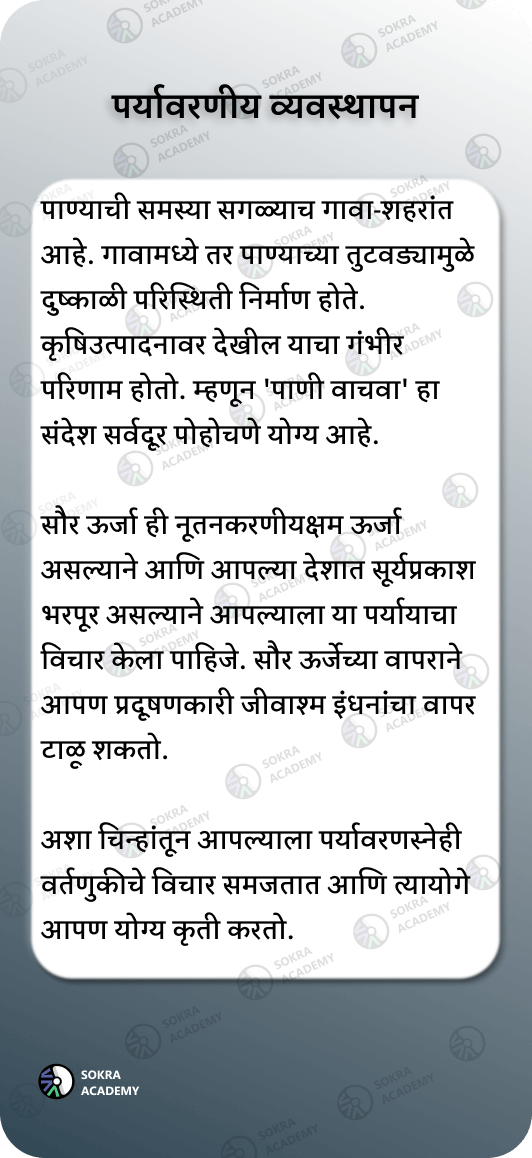 पर्यावरणीय व्यवस्थापन
पाण्याची समस्या सगळ्याच गावा-शहरांत
आहे. गावामध्ये तर पाण्याच्या तुटवड्यामुळे
दुष्काळी परिस्थिती निर्माण होते.
कृषिउत्पादनावर देखील याचा गंभीर
परिणाम होतो. म्हणून 'पाणी वाचवा' हा
संदेश सर्वदूर पोहोचणे योग्य आहे.
सौर ऊर्जा ही नूतनकरणीयक्षम ऊर्जा
असल्याने आणि आपल्या देशात सूर्यप्रकाश
भरपूर असल्याने आपल्याला या पर्यायाचा
विचार केला पाहिजे. सौर ऊर्जेच्या वापराने
आपण प्रदूषणकारी जीवाश्म इंधनांचा वापर
टाळू शकतो.
अशा चिन्हांतून आपल्याला पर्यावरणस्नेही
वर्तणुकीचे विचार समजतात आणि त्यायोगे
आपण योग्य कृती करतो.
SOKRA
ACADEMY